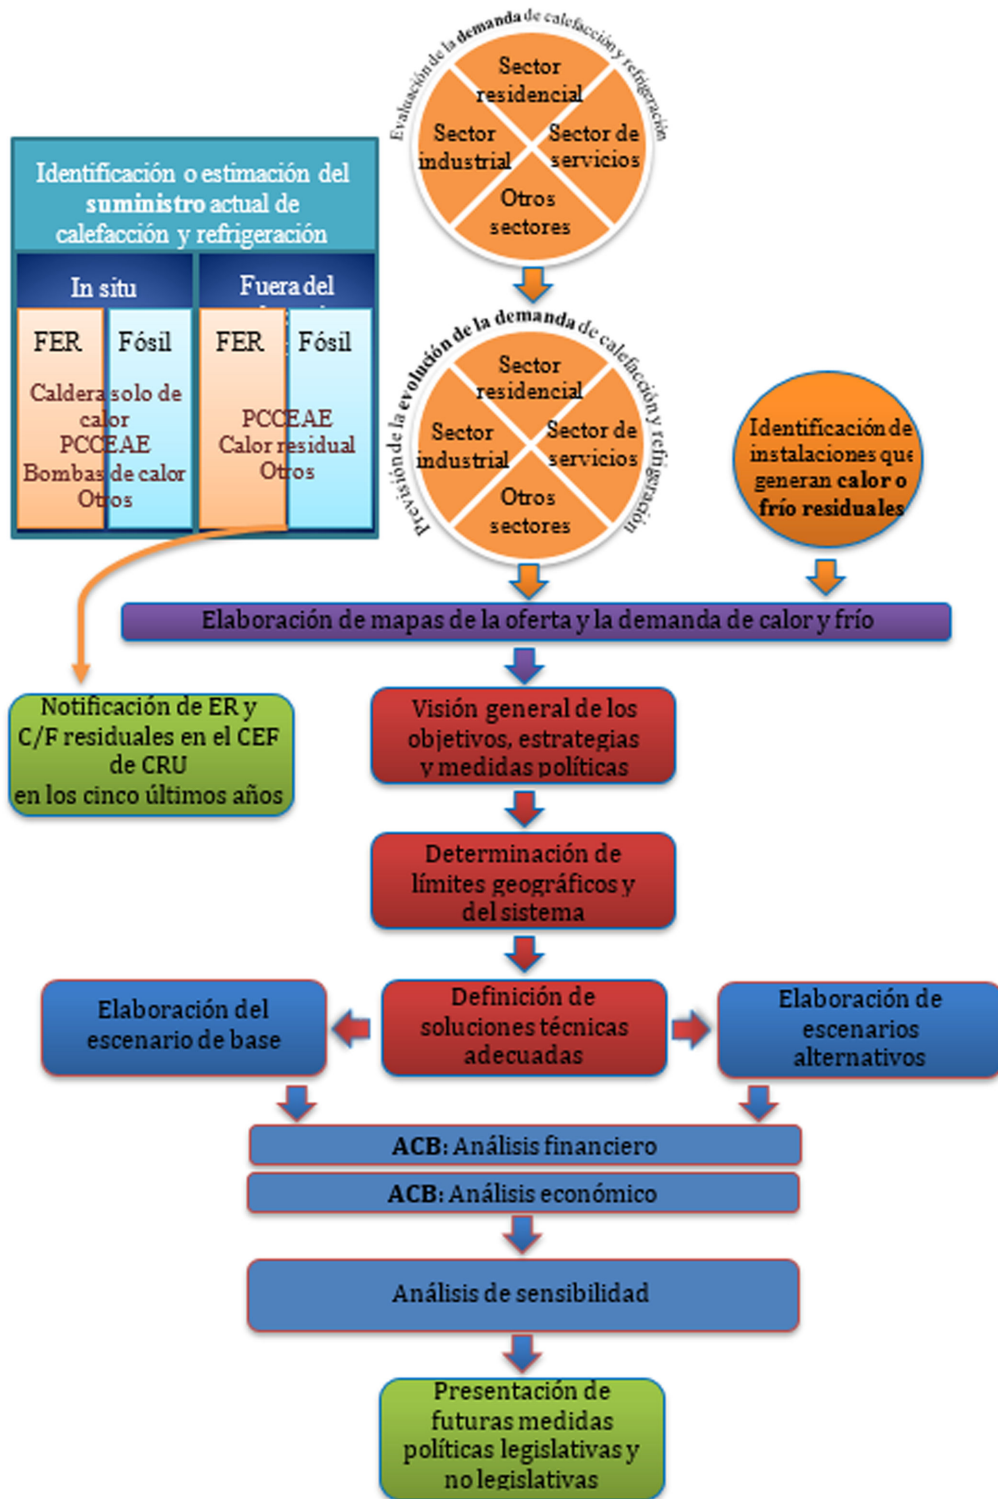 Evaluación de la demanda de calefacción y refrigeración
Sector
residencial
Sector
industrial
Sector de
servicios
Otros
sectores
Identificación o estimación del
suministro actual de
calefacción y refrigeración
In situ
Fuera del
FER
Fósil
FER
Fósil
Caldera solo de
calor
PCCEAE
Bombas de calor
Otros
PCCEAE
Calor residual
Otros
Previsión de la evolución de la demanda de calefacción y refrigeración
Sector
residencial
Sector
industrial
Sector de
servicios
Otros
sectores
Identificación de
instalaciones que
generan calor o
frío residuales
Elaboración de mapas de la oferta y la demanda de calor y frío
Notificación de ER y
C/F residuales en el CEF
de CRU
en los cinco últimos años
Visión general de los
objetivos, estrategias
y medidas políticas
Determinación de
límites geográficos y
del sistema
Elaboración del
escenario de base
Definición de
soluciones técnicas
adecuadas
Elaboración de
escenarios
alternativos
ACB: Análisis financiero
ACB: Análisis económico
Análisis de sensibilidad
Presentación de
futuras medidas
políticas legislativas y
no legislativas